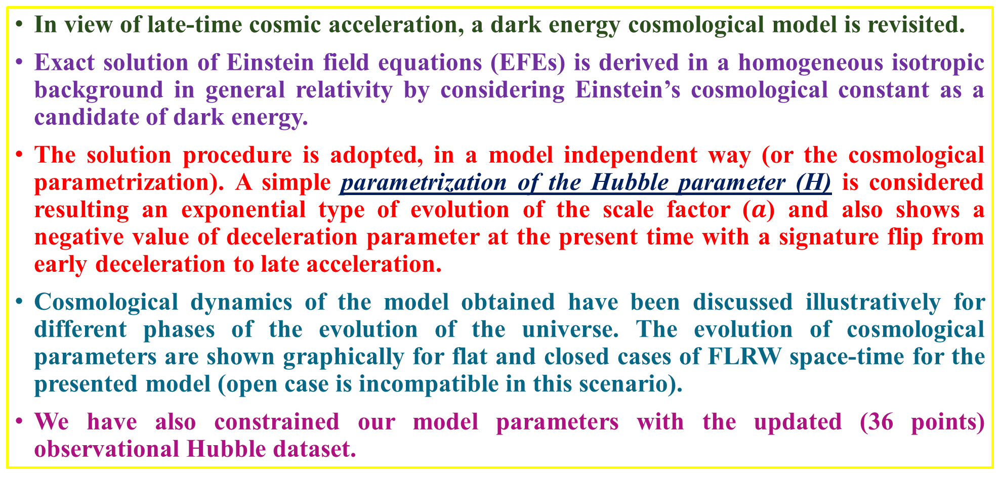 • In view of late-time cosmic acceleration, a dark energy cosmological model is revisited.
• Exact solution of Einstein field equations (EFEs) is derived in a homogeneous isotropic
background in general relativity by considering Einstein’s cosmological constant as a
candidate of dark energy.
• The solution procedure is adopted, in a model independent way (or the cosmological
parametrization). A simple parametrization of the Hubble parameter (H) is considered
resulting an exponential type of evolution of the scale factor (a) and also shows a
negative value of deceleration parameter at the present time with a signature flip from
early deceleration to late acceleration.
• Cosmological dynamics of the model obtained have been discussed illustratively for
different phases of the evolution of the universe. The evolution of cosmological
parameters are shown graphically for flat and closed cases of FLRW space-time for the
presented model (open case is incompatible in this scenario).
• We have also constrained our model parameters with the updated (36 points)
observational Hubble dataset.